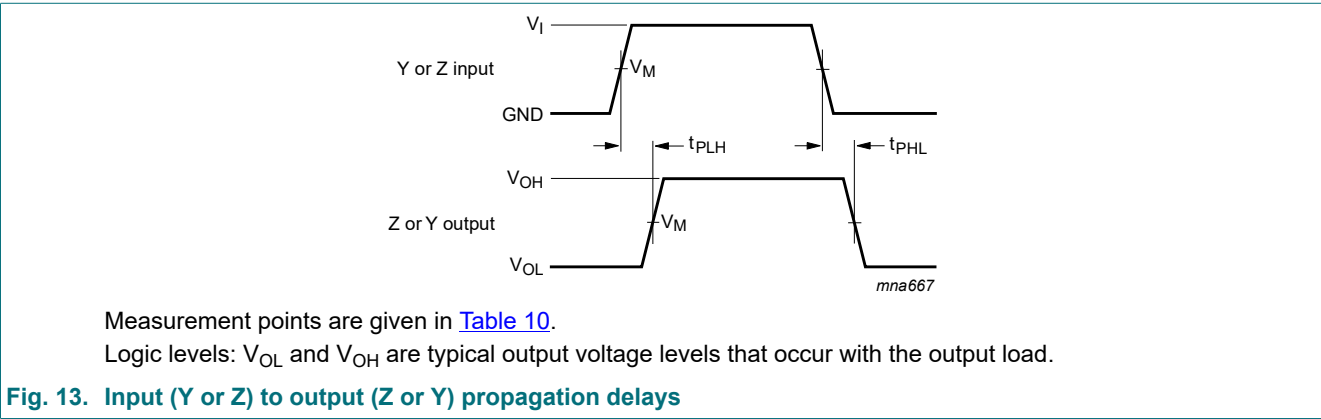 VI
Y or Z input
VM
GND
tPLH
tPHL
VOH
Z or Y output
VM
VOL
mna667
Measurement points are given in Table 10.
Logic levels: VOL and VOH are typical output voltage levels that occur with the output load.
Fig. 13. Input (Y or Z) to output (Z or Y) propagation delays